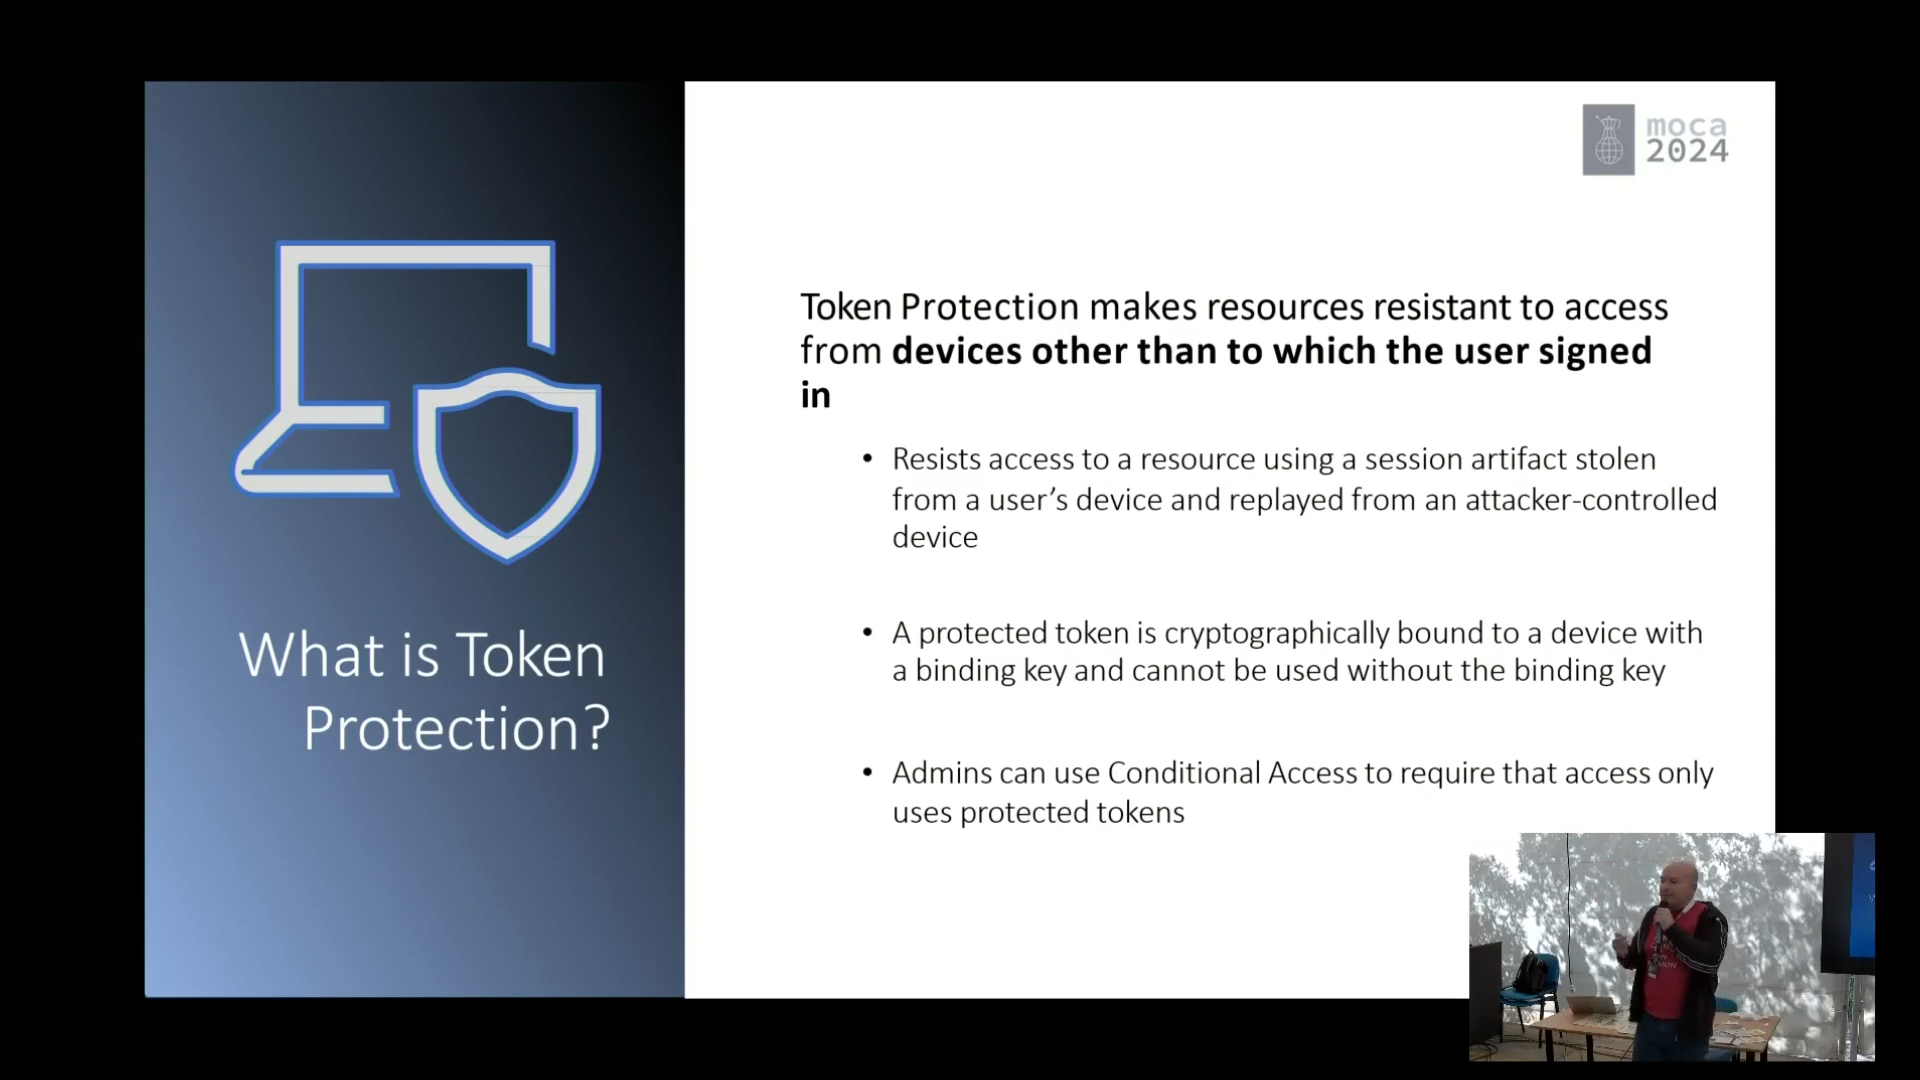 moca
2024
What is Token
Protection?
Token Protection makes resources resistant to access
from devices other than to which the user signed
in
• Resists access to a resource using a session artifact stolen
from a user’s device and replayed from an attacker-controlled
device
• A protected token is cryptographically bound to a device with
a binding key and cannot be used without the binding key
• Admins can use Conditional Access to require that access only
uses protected tokens